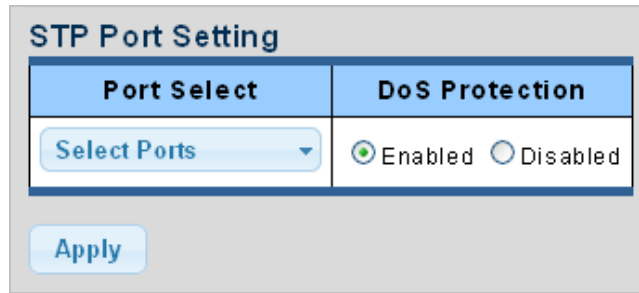 STP Port Setting
Port Select DoS Protection
Select Ports Enabled Disabled
Apply